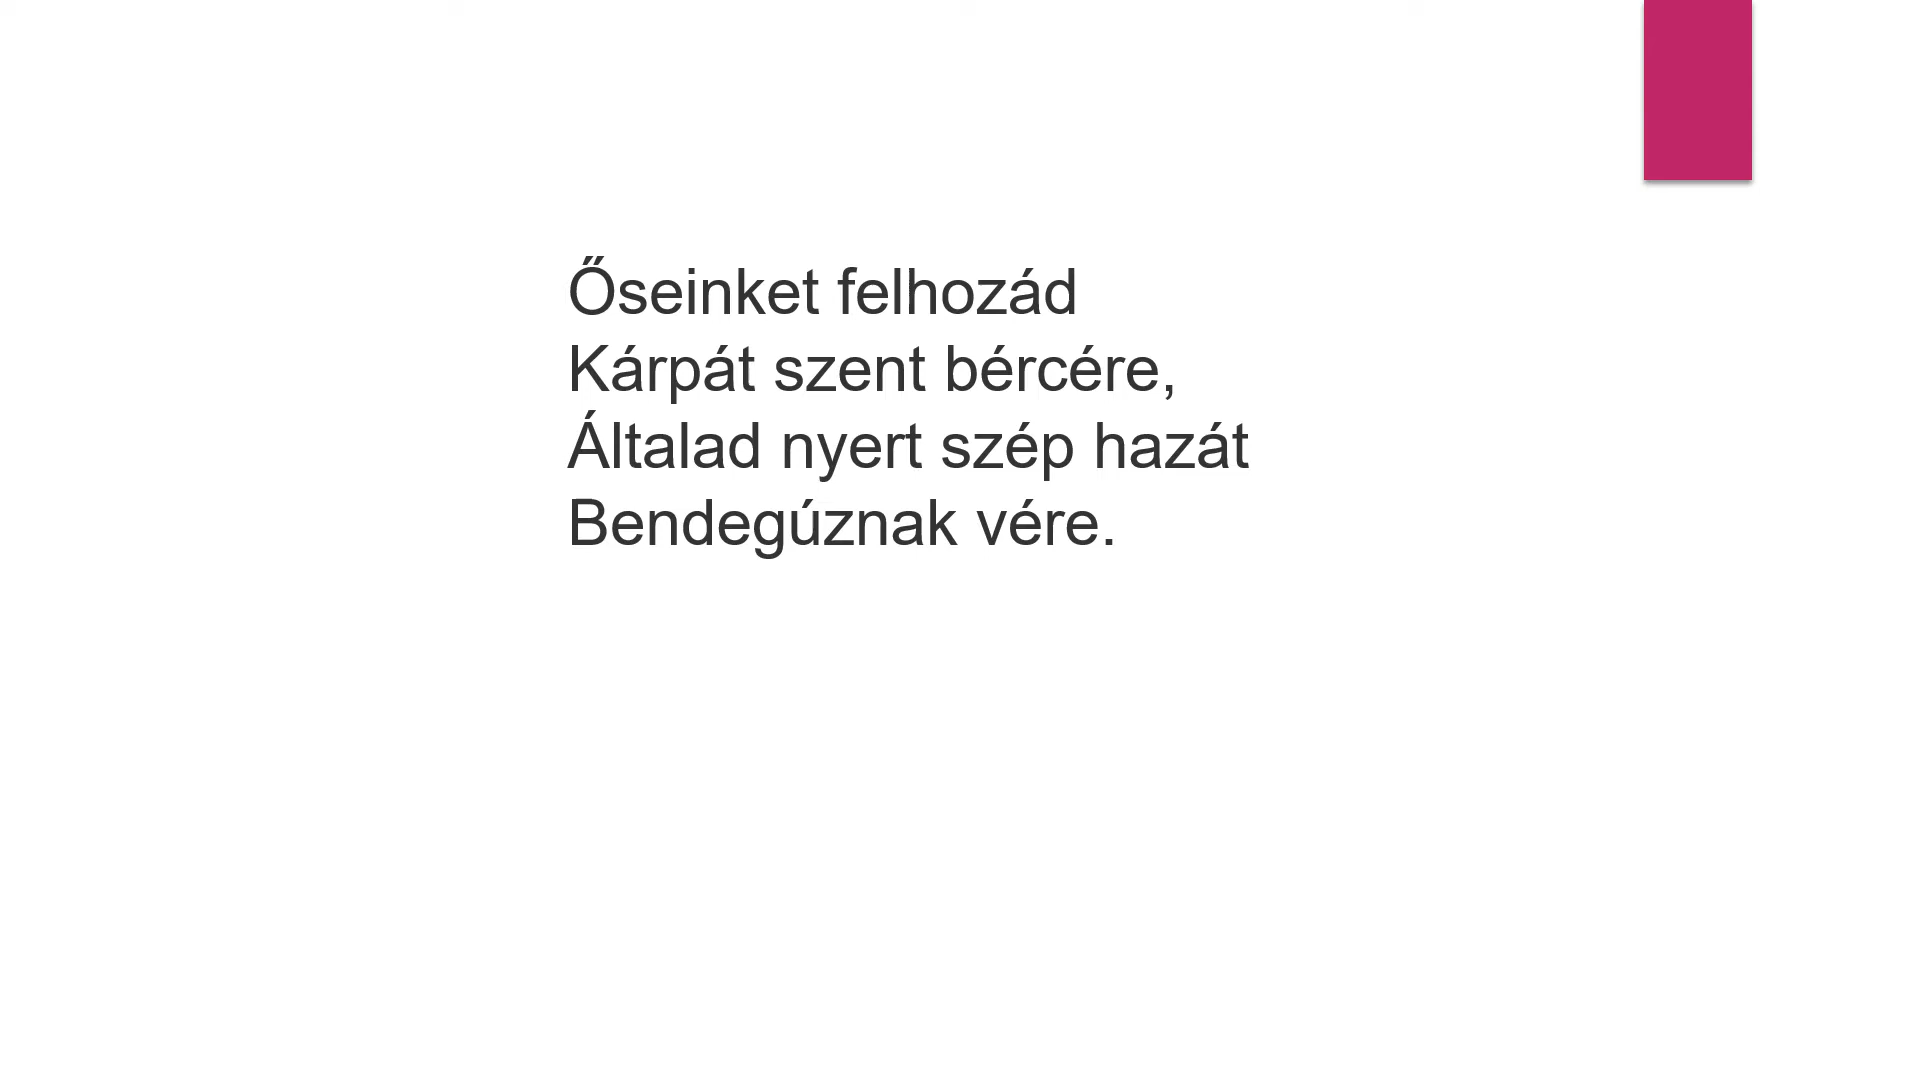 Őseinket felhozád
Kárpát szent bércére,
Általad nyert szép hazát
Bendegúznak vére.